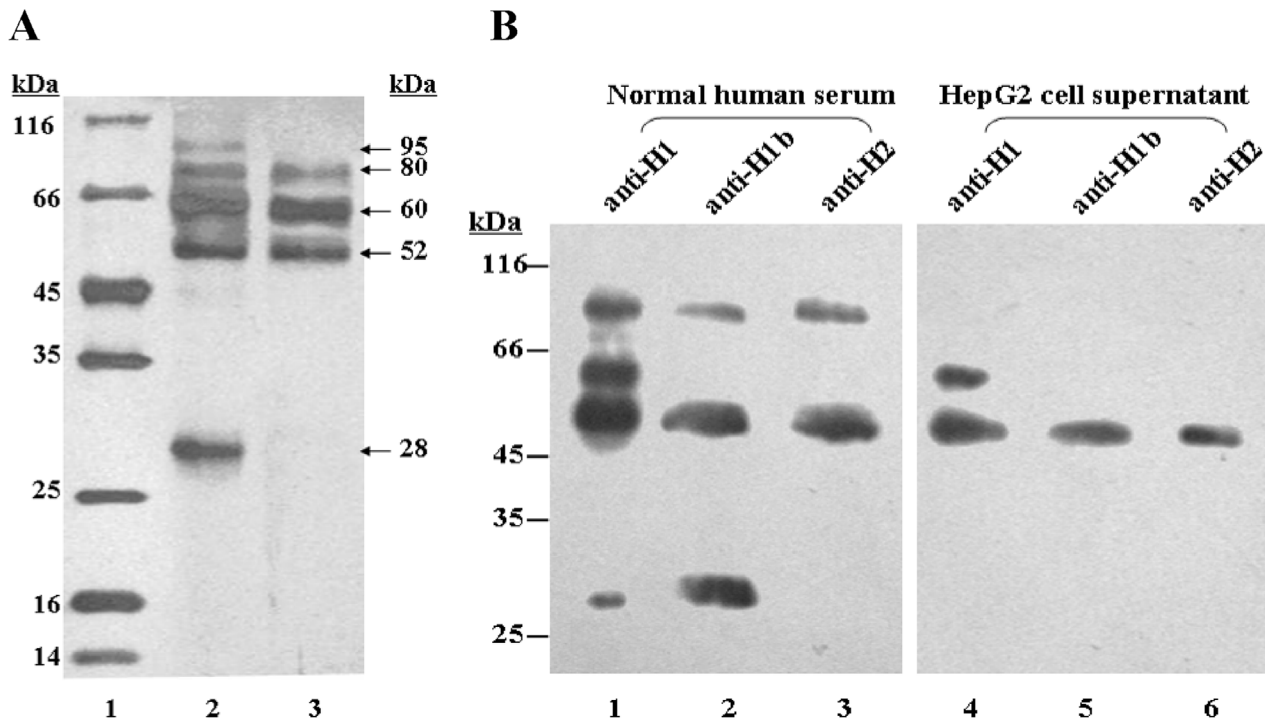 A
B
kDa
kDa
116
66
45
35
25
16
14
95
80
60
52
28
1 2 3
Normal human serum
HepG2 cell supernatant
anti-H1
anti-H1b
anti-H2
anti-H1
anti-H1b
anti-H2
kDa
116
66
45
35
25
1 2 3 4 5 6